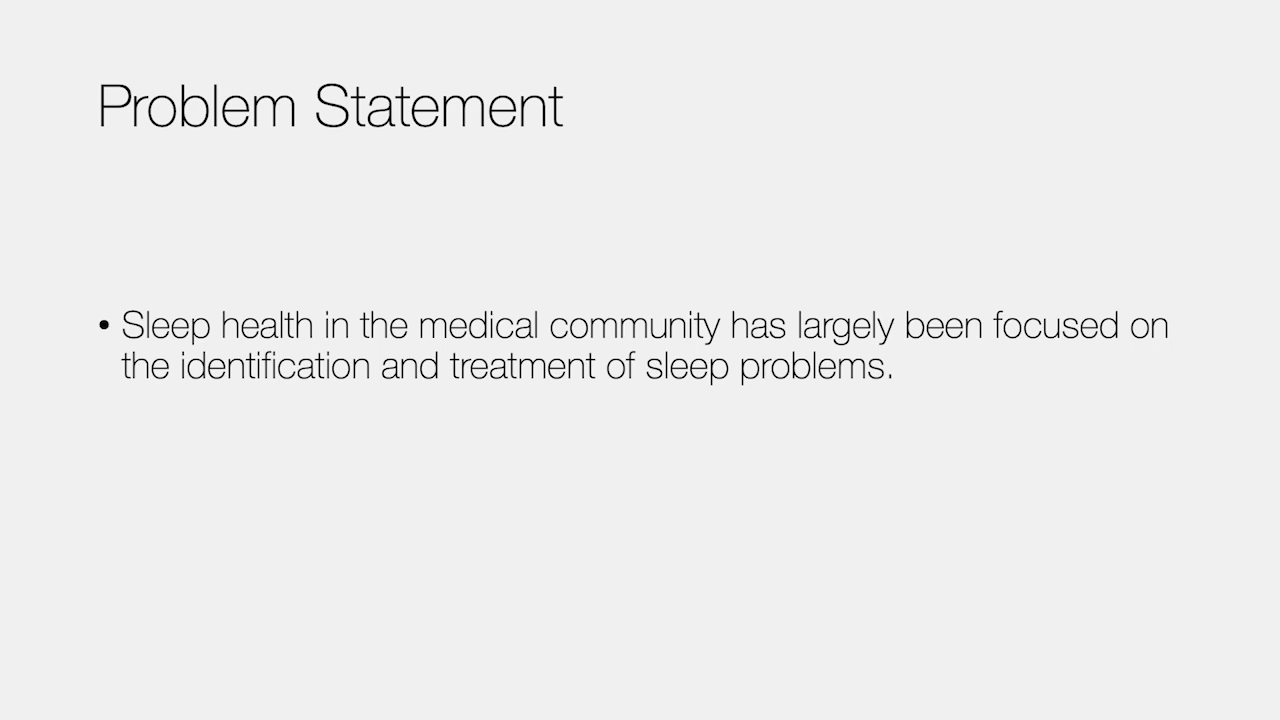 Problem Statement
• Sleep health in the medical community has largely been focused on
the identification and treatment of sleep problems.